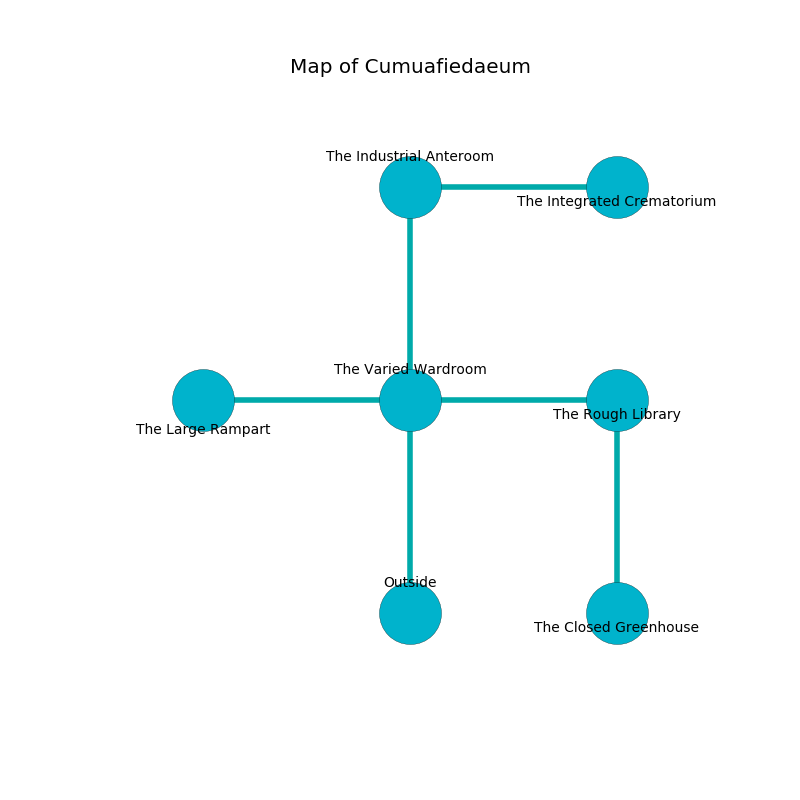 Map of Cumuafiedaeum
The Industrial Anteroom
The Integrated Crematorium
The Varied Wardroom
The Rough Library
The Large Rampart
Outside
The Closed Greenhouse